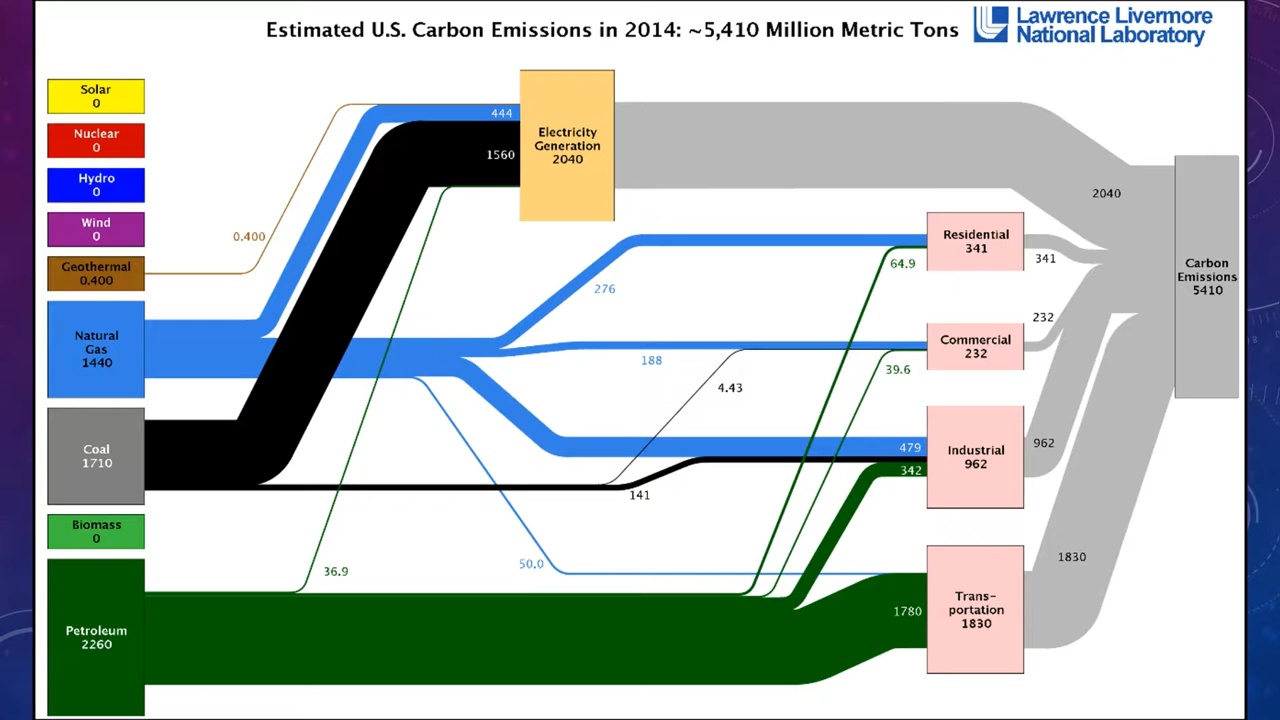 Estimated U.S. Carbon Emissions in 2014: ~5,410 Million Metric Tons
Lawrence Livermore
National Laboratory
Solar
0
Nuclear
0
Hydro
0
Wind
0
Geothermal
0.400
Natural
Gas
1440
Coal
1710
Biomass
0
Petroleum
2260
0.400
444
1560
36.9
Electricity
Generation
2040
276
188
4.43
141
50.0
64.9
39.6
479
342
1780
Residential
341
Commercial
232
Industrial
962
Trans-
portation
1830
2040
341
232
962
1830
Carbon
Emissions
5410